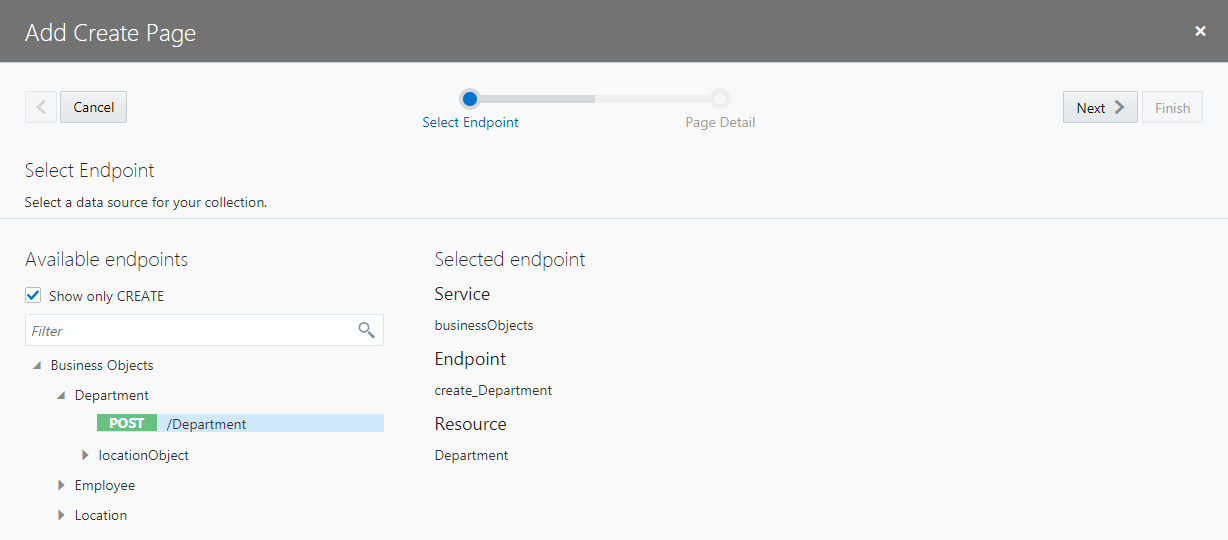 Add Create Page
Cancel
Select Endpoint
Page Detail
Next
Finish
Select Endpoint
Select a data source for your collection.
Available endpoints
Show only CREATE
Filter
Business Objects
Department
POST /Department
locationObject
Employee
Location
Selected endpoint
Service
businessObjects
Endpoint
create_Department
Resource
Department